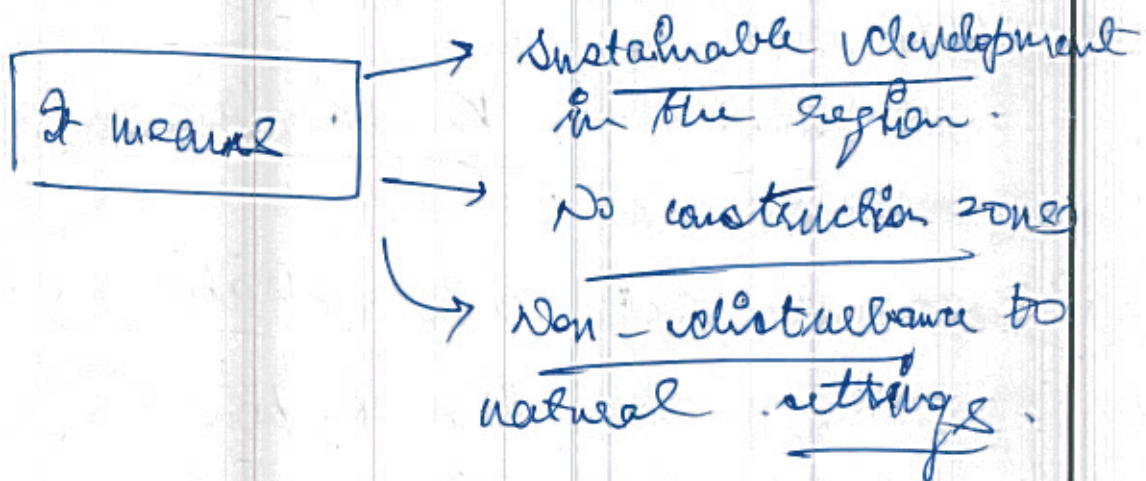 It means
Sustainable development
in the region.
No construction zones
Non-disturbance to
natural settings.